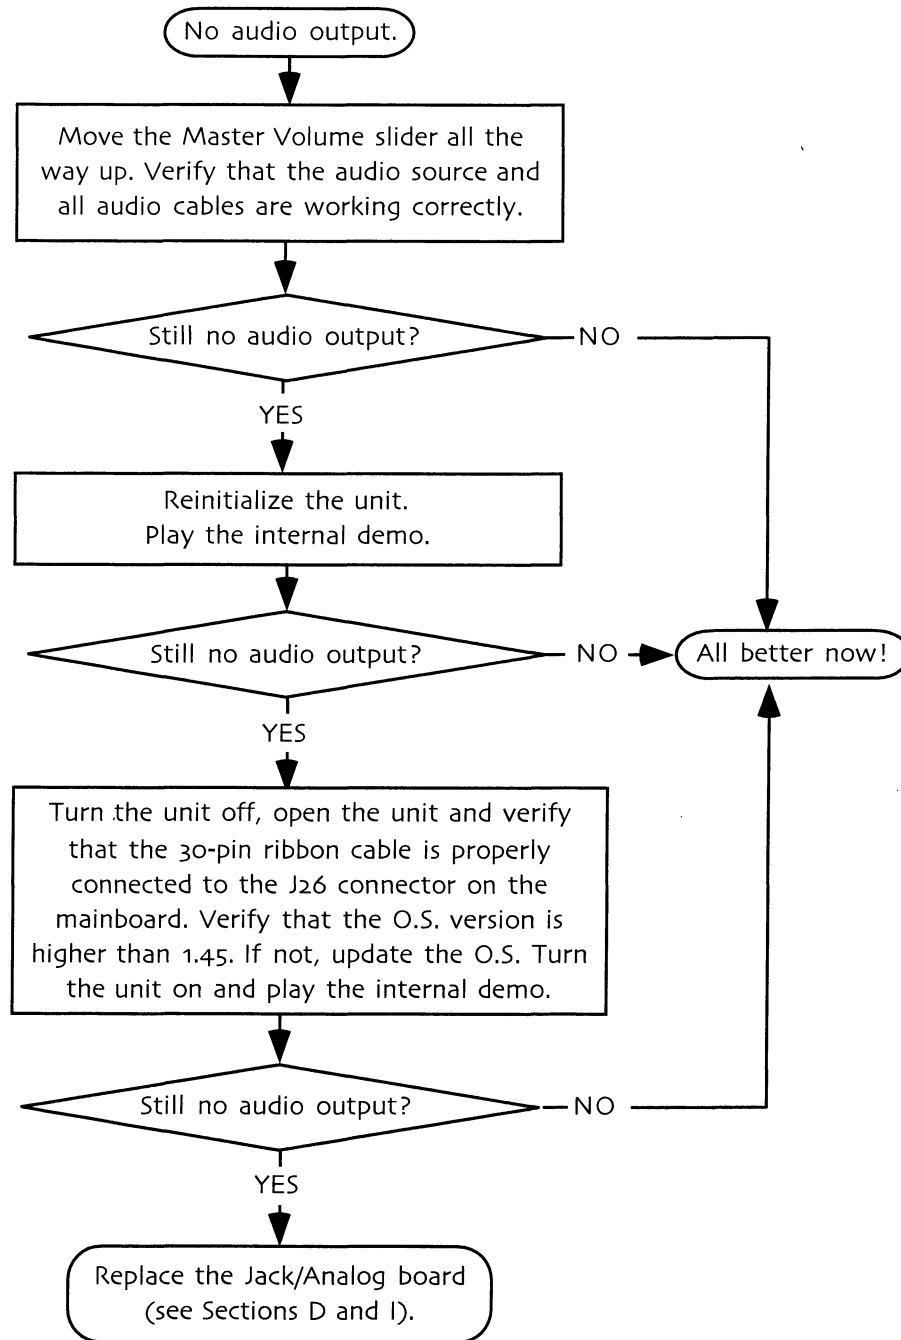 No audio output.
Move the Master Volume slider all the
way up. Verify that the audio source and
all audio cables are working correctly.
Still no audio output?
NO
YES
Reinitialize the unit.
Play the internal demo.
Still no audio output?
NO
All better now!
YES
Turn the unit off, open the unit and verify
that the 30-pin ribbon cable is properly
connected to the J26 connector on the
mainboard. Verify that the O.S. version is
higher than 1.45. If not, update the O.S. Turn
the unit on and play the internal demo.
Still no audio output?
NO
YES
Replace the Jack/Analog board
(see Sections D and I).